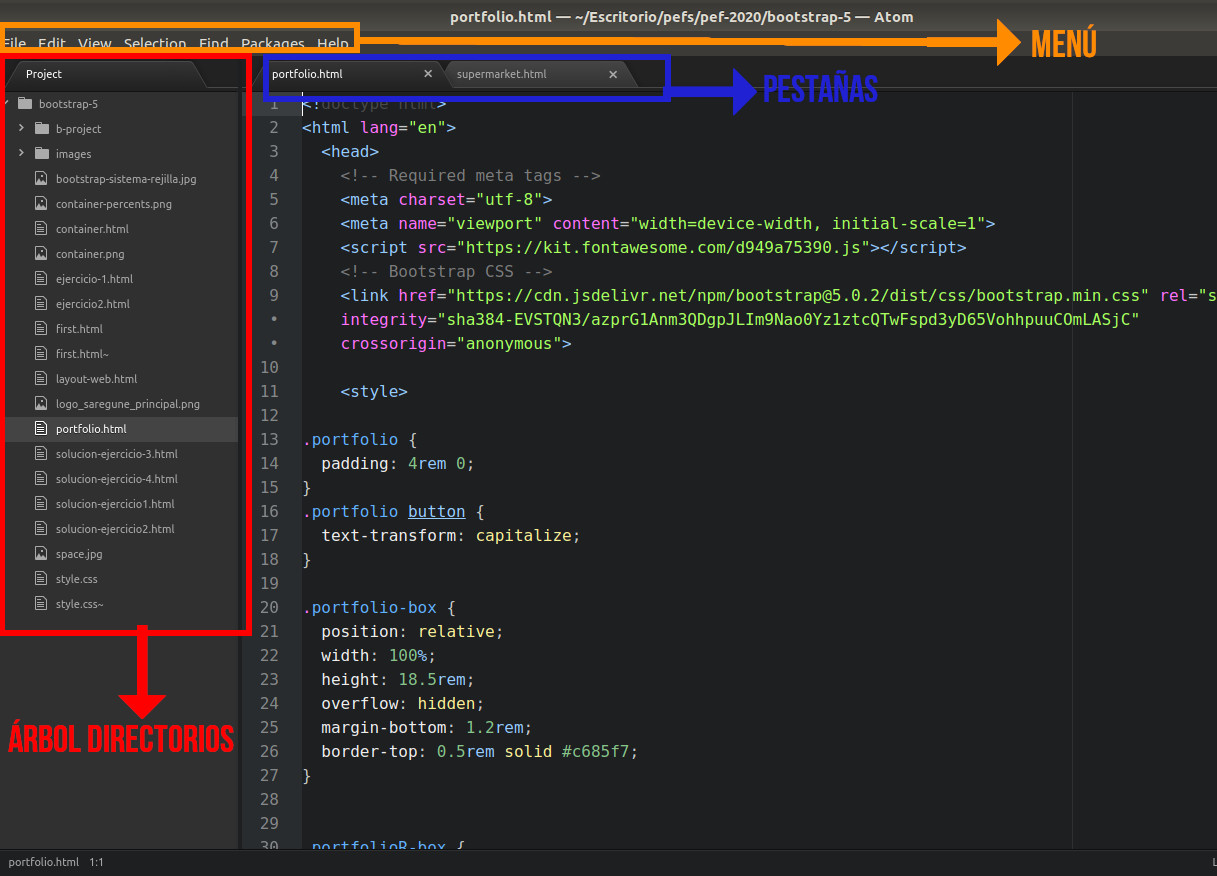 portfolio.html — ~/Escritorio/pefs/pef-2020/bootstrap-5 — Atom
File Edit View Selection Find Packages Help
MENÚ
Project
bootstrap-5
b-project
images
bootstrap-sistema-rejilla.jpg
container-percents.png
container.html
container.png
ejercicio-1.html
ejercicio2.html
first.html
first.html~
layout-web.html
logo_saregune_principal.png
portfolio.html
solucion-ejercicio-3.html
solucion-ejercicio-4.html
solucion-ejercicio1.html
solucion-ejercicio2.html
space.jpg
style.css
style.css~
ÁRBOL DIRECTORIOS
portfolio.html × supermarket.html ×
PESTAÑAS
1 <!doctype html>
2 <html lang="en">
3 <head>
4 <!-- Required meta tags -->
5 <meta charset="utf-8">
6 <meta name="viewport" content="width=device-width, initial-scale=1">
7 <script src="https://kit.fontawesome.com/d949a75390.js"></script>
8 <!-- Bootstrap CSS -->
9 <link href="https://cdn.jsdelivr.net/npm/bootstrap@5.0.2/dist/css/bootstrap.min.css" rel="s
• integrity="sha384-EVSTQN3/azprG1Anm3QDgpJLIm9Nao0Yz1ztcQTwFspd3yD65VohhpuuCOmLASjC"
• crossorigin="anonymous">
10
11 <style>
12
13 .portfolio {
14 padding: 4rem 0;
15 }
16 .portfolio button {
17 text-transform: capitalize;
18 }
19
20 .portfolio-box {
21 position: relative;
22 width: 100%;
23 height: 18.5rem;
24 overflow: hidden;
25 margin-bottom: 1.2rem;
26 border-top: 0.5rem solid #c685f7;
27 }
28
29
30 .portfolioR-box {
portfolio.html 1:1
L